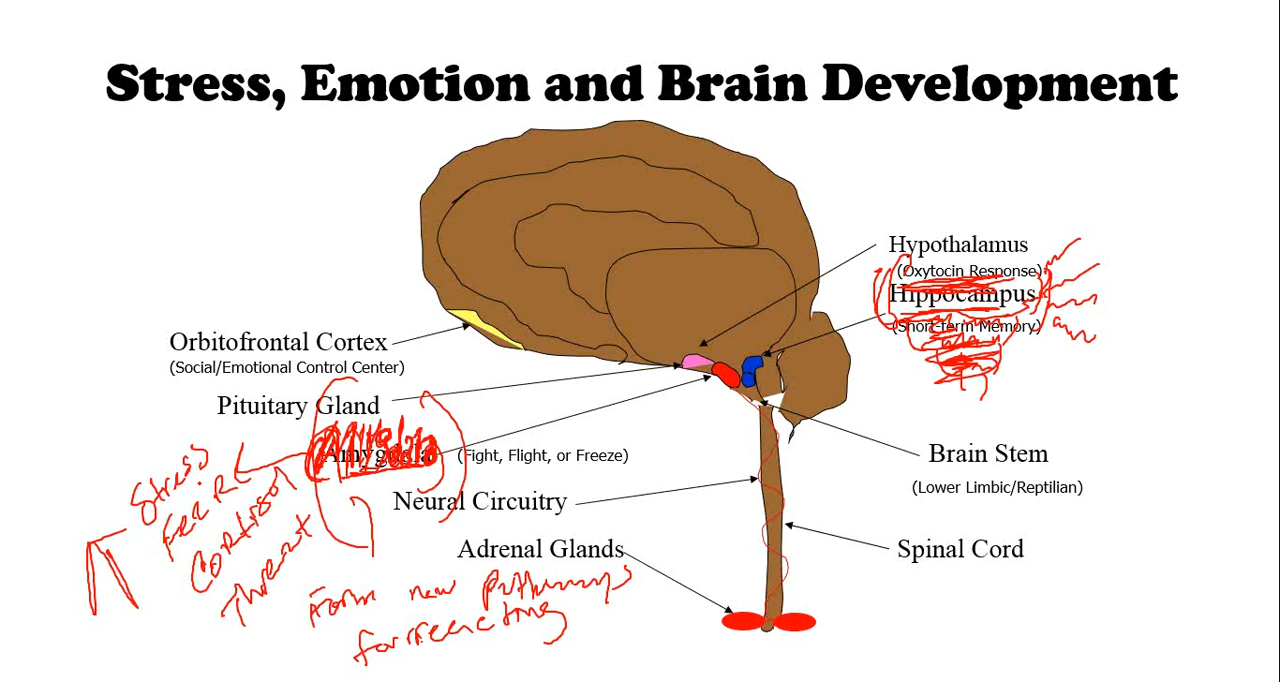 Stress, Emotion and Brain Development
Hypothalamus
(Oxytocin Response)
Hippocampus
(Short-term Memory)
Orbitofrontal Cortex
(Social/Emotional Control Center)
Pituitary Gland
Amygdala
(Fight, Flight, or Freeze)
Brain Stem
(Lower Limbic/Reptilian)
Neural Circuitry
Adrenal Glands
Spinal Cord
Stress
FEAR
Cortisol
Threat
Form new Pathways
for reacting